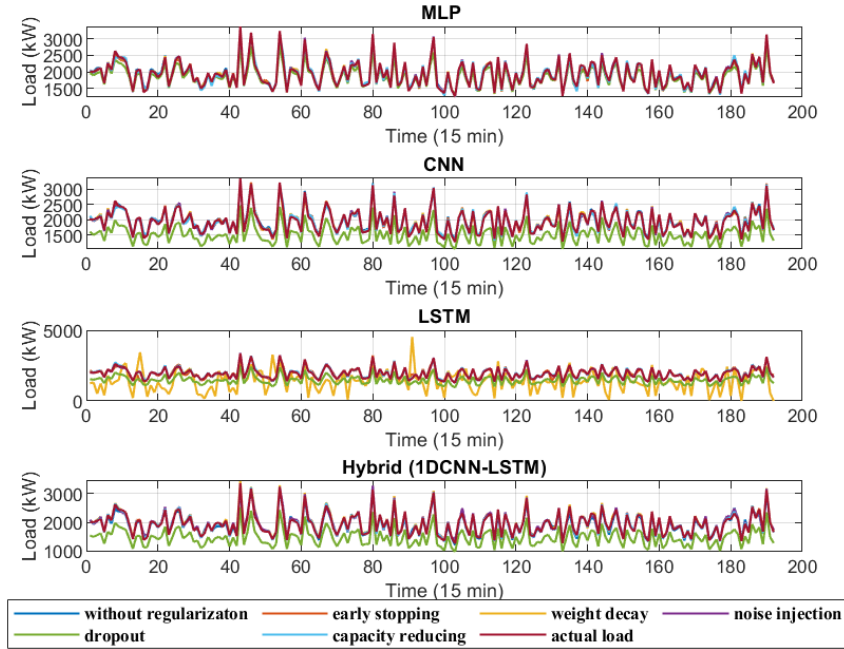 MLP
Load (kW)
3000
2500
2000
1500
0 20 40 60 80 100 120 140 160 180 200
Time (15 min)
CNN
Load (kW)
3000
2500
2000
1500
0 20 40 60 80 100 120 140 160 180 200
Time (15 min)
LSTM
Load (kW)
5000
0
0 20 40 60 80 100 120 140 160 180 200
Time (15 min)
Hybrid (1DCNN-LSTM)
Load (kW)
3000
2000
1000
0 20 40 60 80 100 120 140 160 180 200
Time (15 min)
without regularizaton early stopping weight decay noise injection
dropout capacity reducing actual load